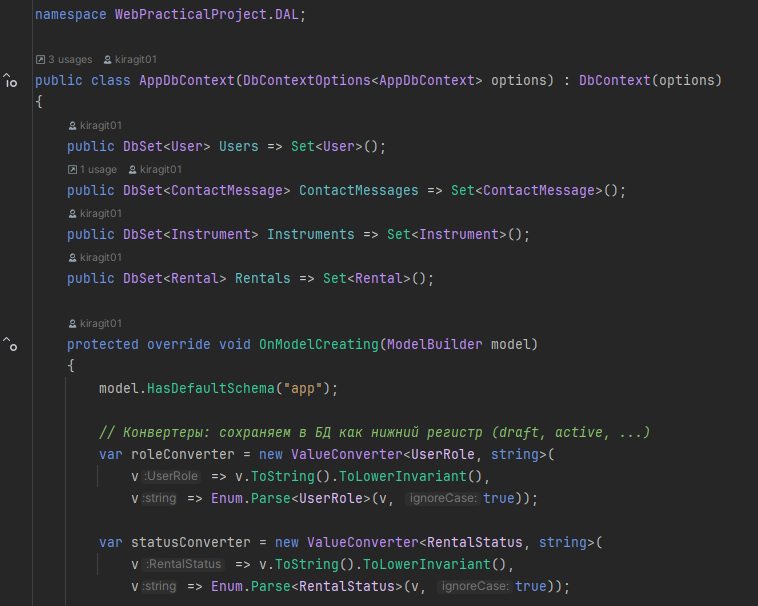 namespace WebPracticalProject.DAL;
3 usages kiragit01
public class AppDbContext(DbContextOptions<AppDbContext> options) : DbContext(options)
{
kiragit01
public DbSet<User> Users => Set<User>();
1 usage kiragit01
public DbSet<ContactMessage> ContactMessages => Set<ContactMessage>();
kiragit01
public DbSet<Instrument> Instruments => Set<Instrument>();
kiragit01
public DbSet<Rental> Rentals => Set<Rental>();
kiragit01
protected override void OnModelCreating(ModelBuilder model)
{
model.HasDefaultSchema("app");
// Конвертеры: сохраняем в БД как нижний регистр (draft, active, ...)
var roleConverter = new ValueConverter<UserRole, string>(
v :UserRole => v.ToString().ToLowerInvariant(),
v :string => Enum.Parse<UserRole>(v, ignoreCase: true));
var statusConverter = new ValueConverter<RentalStatus, string>(
v :RentalStatus => v.ToString().ToLowerInvariant(),
v :string => Enum.Parse<RentalStatus>(v, ignoreCase: true));